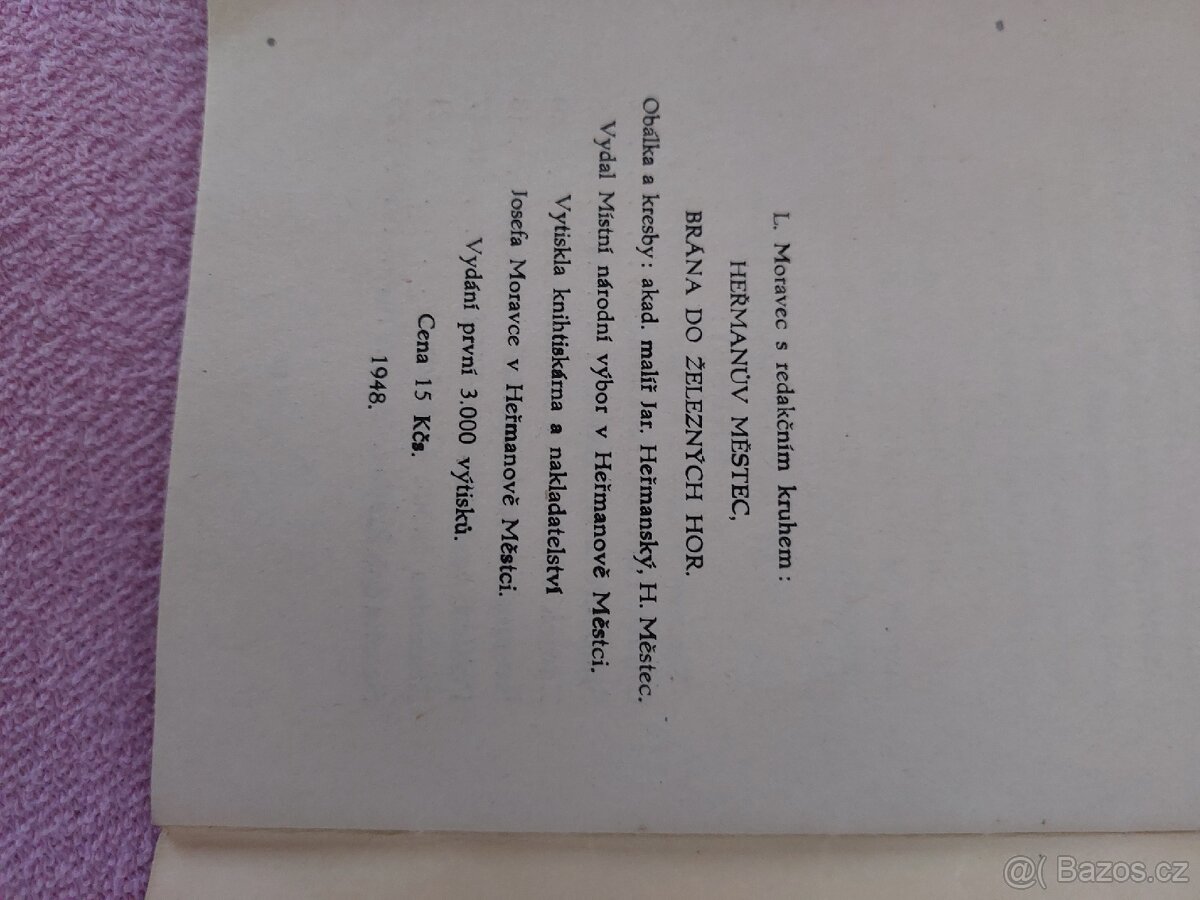 L. Moravec s redakčním kruhem:
HEŘMANŮV MĚSTEC,
BRÁNA DO ŽELEZNÝCH HOR.
Obálka a kresby: akad. malíř Jar. Heřmanský, H. Městec.
Vydal Místní národní výbor v Heřmanově Městci.
Vytiskla knihtiskárna a nakladatelství
Josefa Moravce v Heřmanově Městci.
Vydání první 3.000 výtisků.
Cena 15 Kčs.
1948.
@( Bazos.cz